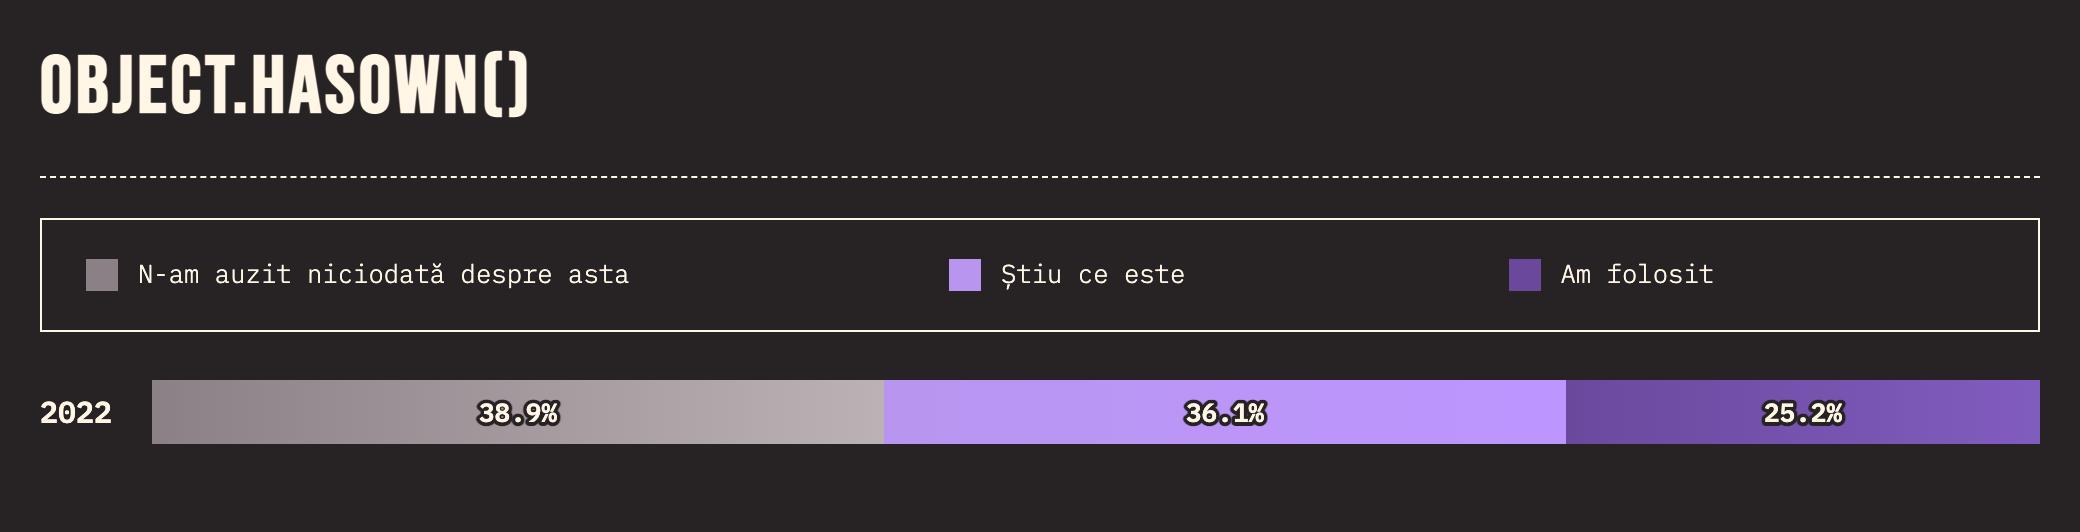 OBJECT.HASOWN()
N-am auzit niciodată despre asta
Știu ce este
Am folosit
2022
38.9%
36.1%
25.2%